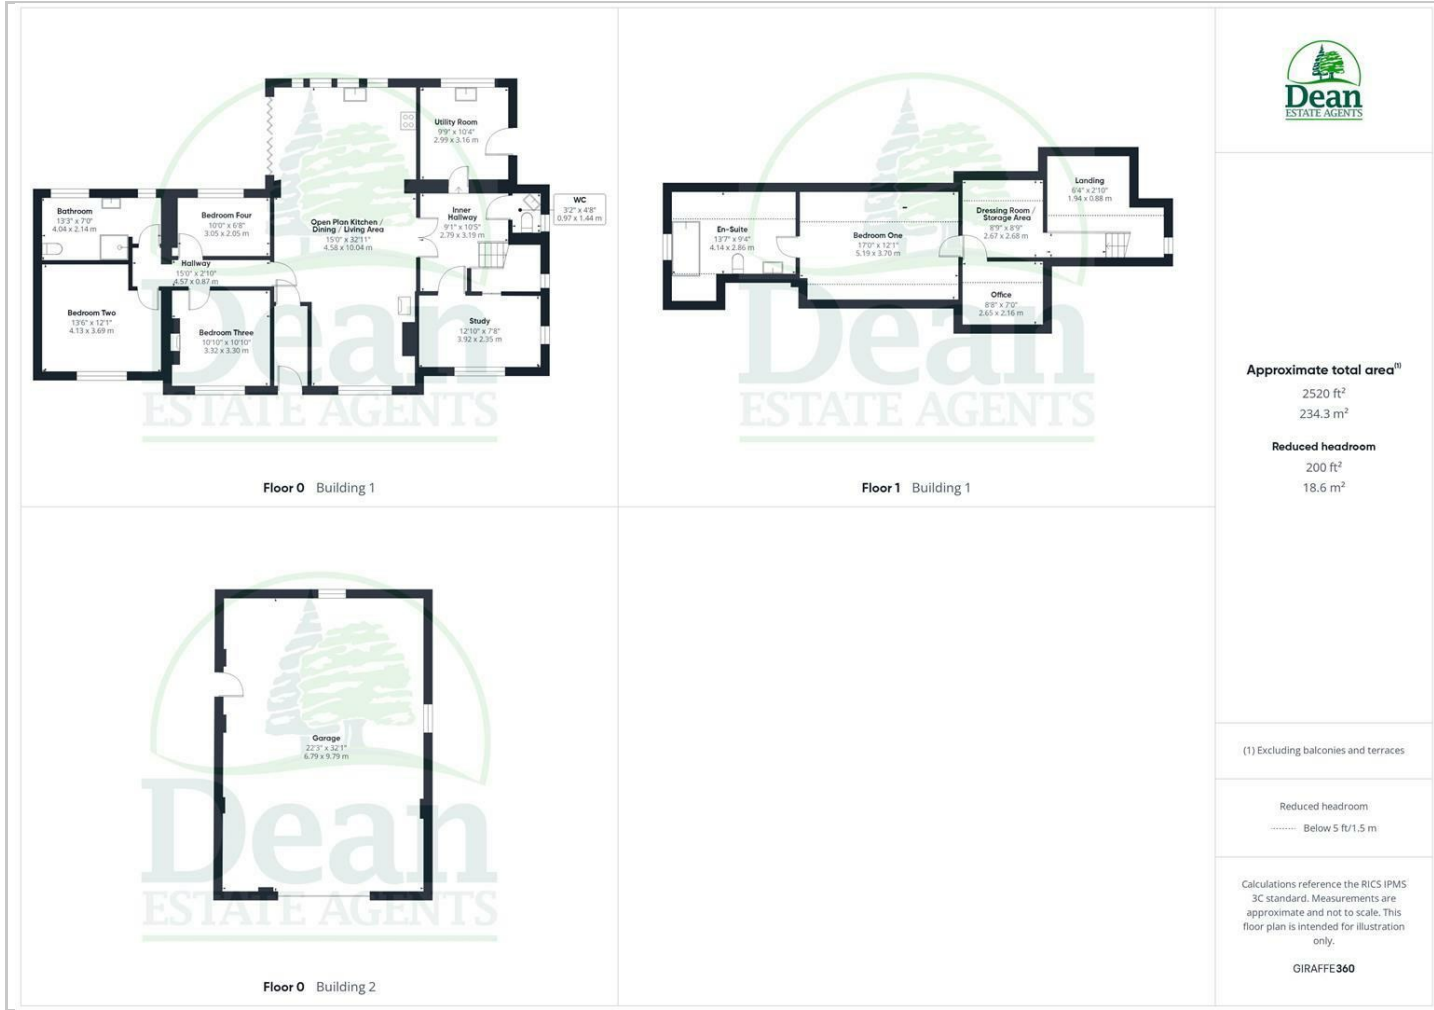 Utility Room
9'9" x 10'4"
2.99 x 3.16 m
Bathroom
13'3" x 7'0"
4.04 x 2.14 m
Bedroom Four
10'0" x 6'8"
3.05 x 2.05 m
Open Plan Kitchen /
Dining / Living Area
15'0" x 32'11"
4.58 x 10.04 m
Inner
Hallway
9'1" x 10'5"
2.79 x 3.19 m
WC
3'2" x 4'8"
0.97 x 1.44 m
Hallway
15'0" x 2'10"
4.57 x 0.87 m
Bedroom Two
13'6" x 12'1"
4.13 x 3.69 m
Bedroom Three
10'10" x 10'10"
3.32 x 3.30 m
Study
12'10" x 7'8"
3.92 x 2.35 m
Dean
ESTATE AGENTS
Floor 0 Building 1
Landing
6'4" x 2'10"
1.94 x 0.88 m
Dressing Room /
Storage Area
8'9" x 8'9"
2.67 x 2.68 m
En-Suite
13'7" x 9'4"
4.14 x 2.86 m
Bedroom One
17'0" x 12'1"
5.19 x 3.70 m
Office
8'8" x 7'0"
2.65 x 2.16 m
Dean
ESTATE AGENTS
Floor 1 Building 1
Garage
22'3" x 32'1"
6.79 x 9.79 m
Dean
ESTATE AGENTS
Floor 0 Building 2
Dean
ESTATE AGENTS
Approximate total area(1)
2520 ft²
234.3 m²
Reduced headroom
200 ft²
18.6 m²
(1) Excluding balconies and terraces
Reduced headroom
Below 5 ft/1.5 m
Calculations reference the RICS IPMS
3C standard. Measurements are
approximate and not to scale. This
floor plan is intended for illustration
only.
GIRAFFE360